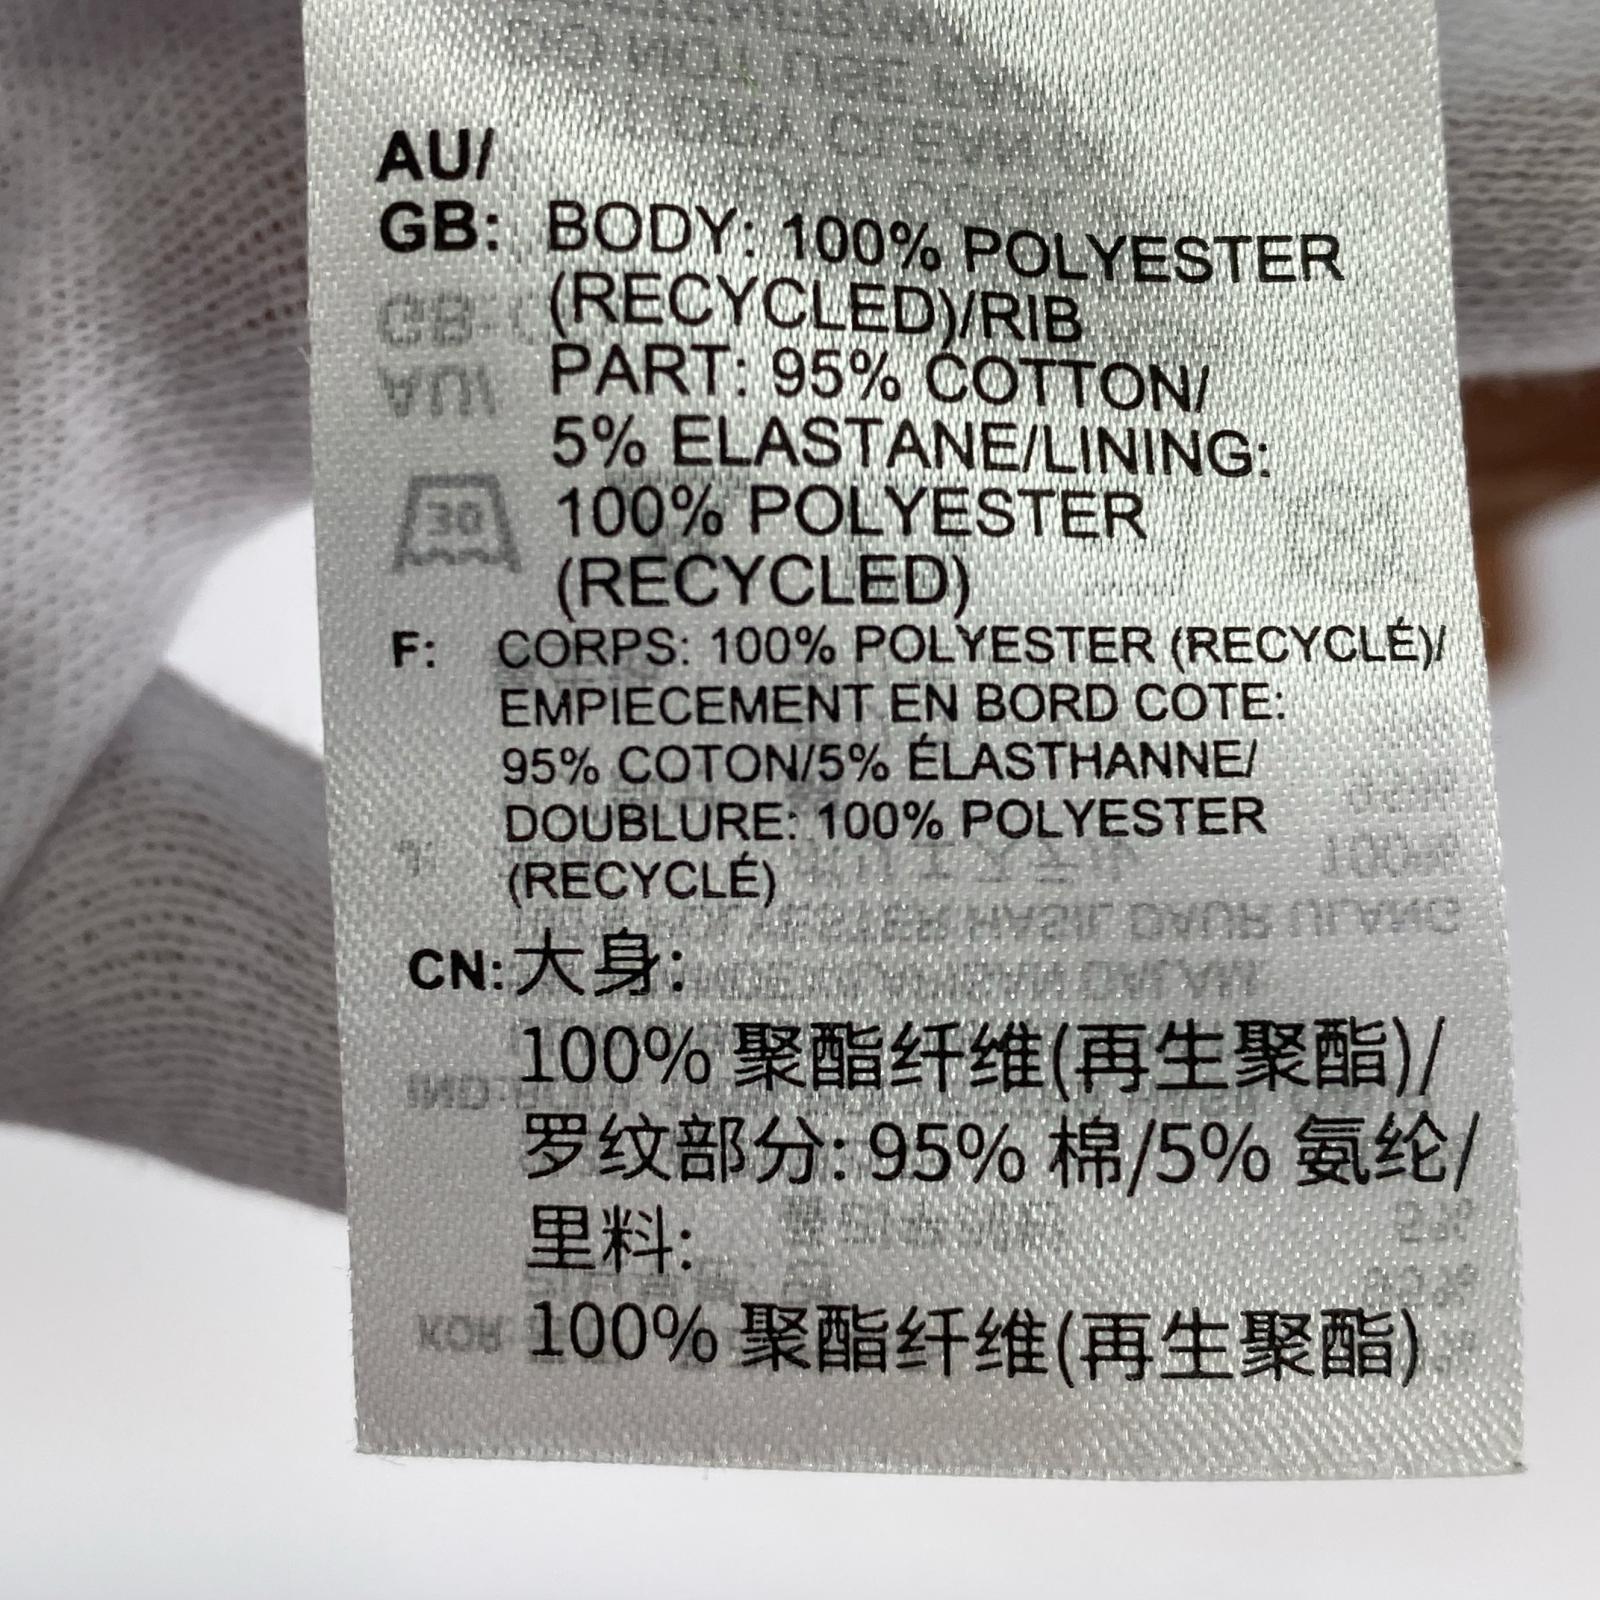 AU/
GB: BODY: 100% POLYESTER
(RECYCLED)/RIB
PART: 95% COTTON/
5% ELASTANE/LINING:
100% POLYESTER
(RECYCLED)
F: CORPS: 100% POLYESTER (RECYCLÉ)/
EMPIECEMENT EN BORD COTE:
95% COTON/5% ÉLASTHANNE/
DOUBLURE: 100% POLYESTER
(RECYCLÉ)
CN: 大身:
100% 聚酯纤维(再生聚酯)/
罗纹部分: 95% 棉/5% 氨纶/
里料:
100% 聚酯纤维(再生聚酯)